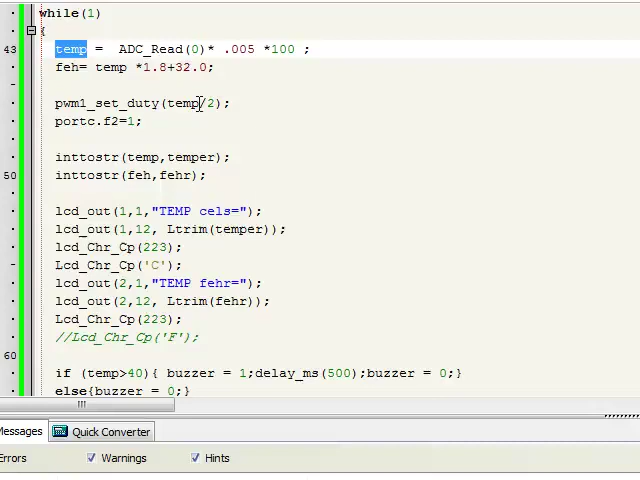 while(1)
{
43 temp = ADC_Read(0)* .005 *100 ;
feh= temp *1.8+32.0;
pwm1_set_duty(temp/2);
portc.f2=1;
inttostr(temp,temper);
50 inttostr(feh,fehr);
lcd_out(1,1,"TEMP cels=");
lcd_out(1,12, Ltrim(temper));
lcd_Chr_Cp(223);
Lcd_Chr_Cp('C');
lcd_out(2,1,"TEMP fehr=");
lcd_out(2,12, Ltrim(fehr));
Lcd_Chr_Cp(223);
//Lcd_Chr_Cp('F');
60
if (temp>40){ buzzer = 1;delay_ms(500);buzzer = 0;}
else{buzzer = 0;}
Messages Quick Converter
Errors Warnings Hints